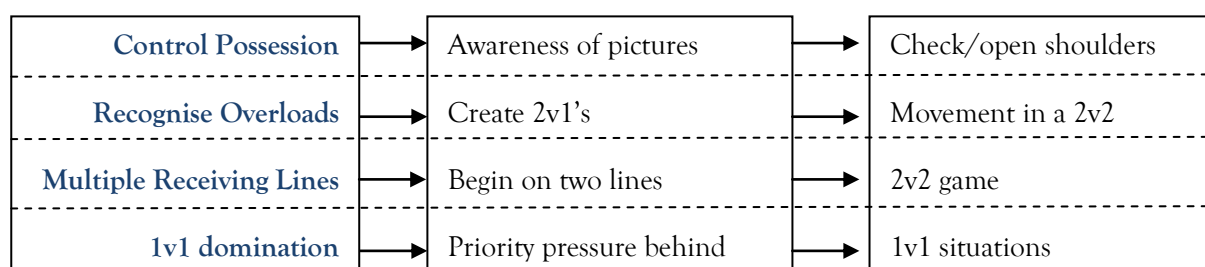 Control Possession Awareness of pictures Check/open shoulders
Recognise Overloads Create 2v1's Movement in a 2v2
Multiple Receiving Lines Begin on two lines 2v2 game
1v1 domination Priority pressure behind 1v1 situations